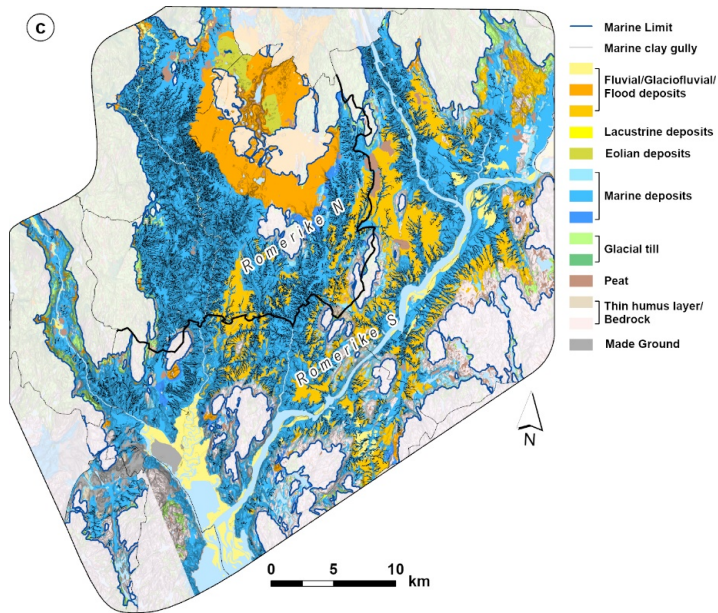 C
Marine Limit
Marine clay gully
Fluvial/Glaciofluvial/
Flood deposits
Lacustrine deposits
Eolian deposits
Marine deposits
Glacial till
Peat
Thin humus layer/
Bedrock
Made Ground
Romerike N
Romerike S
N
0 5 10
km